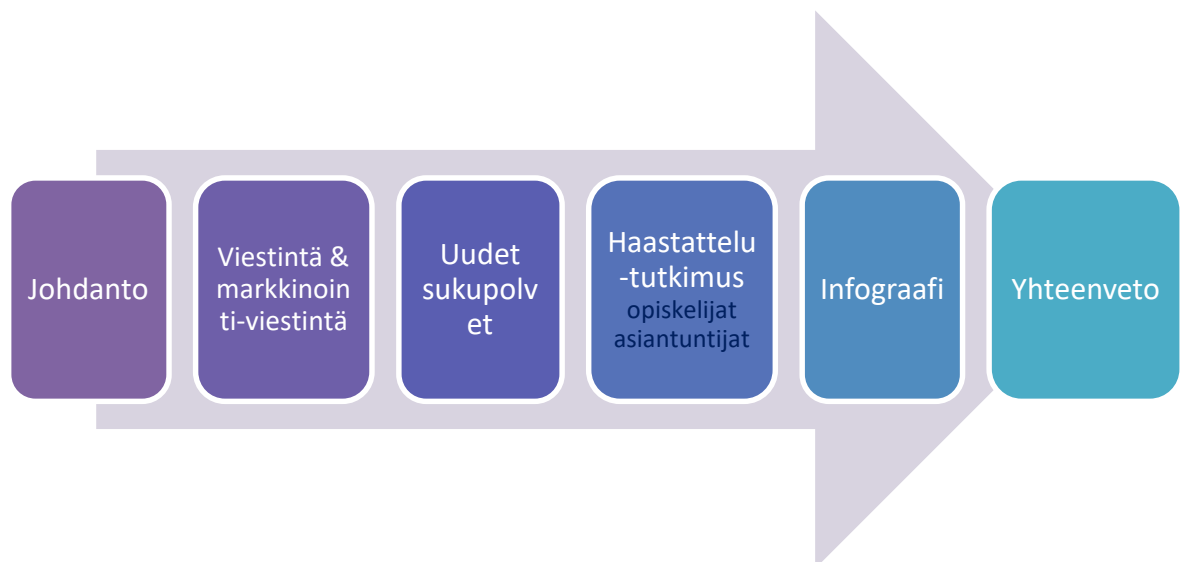 Johdanto
Viestintä &
markkinoin
ti-viestintä
Uudet
sukupolv
et
Haastattelu
-tutkimus
opiskelijat
asiantuntijat
Infograafi
Yhteenveto